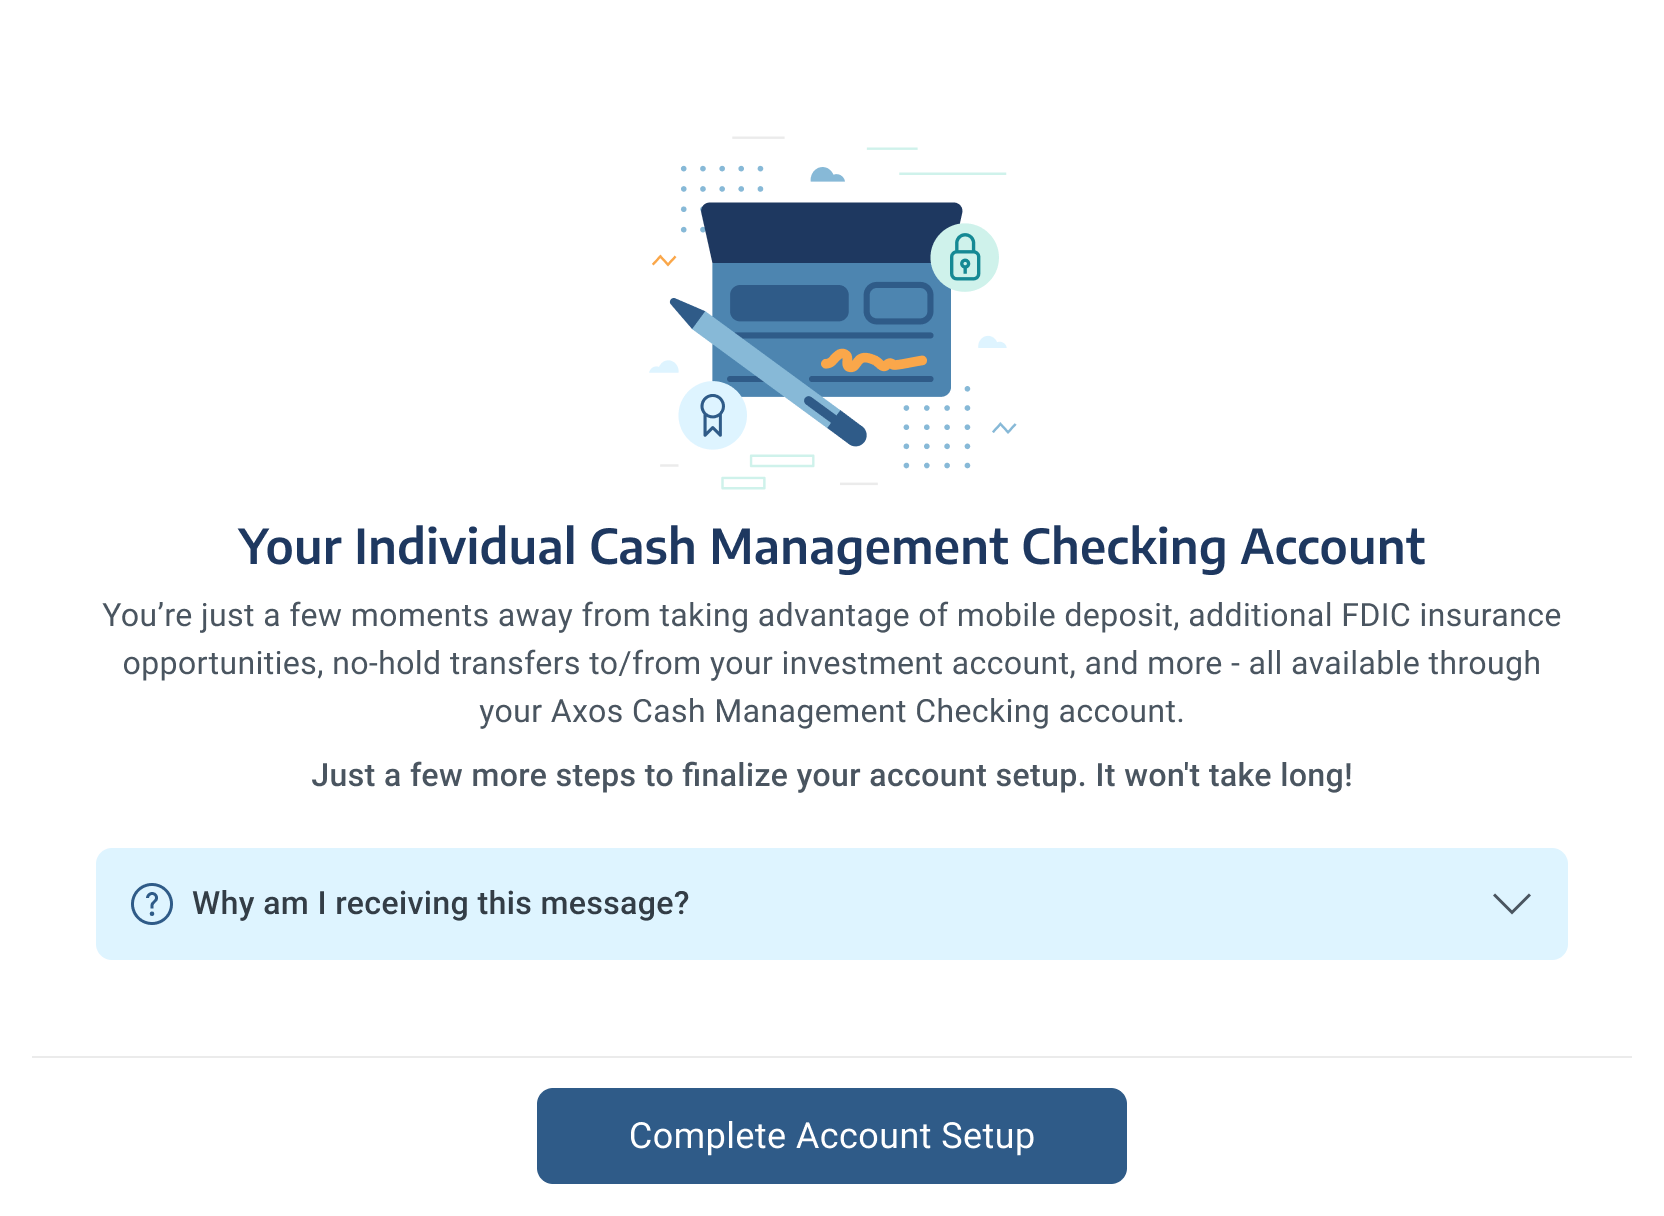 Your Individual Cash Management Checking Account
You’re just a few moments away from taking advantage of mobile deposit, additional FDIC insurance
opportunities, no-hold transfers to/from your investment account, and more - all available through
your Axos Cash Management Checking account.
Just a few more steps to finalize your account setup. It won't take long!
Why am I receiving this message?
Complete Account Setup